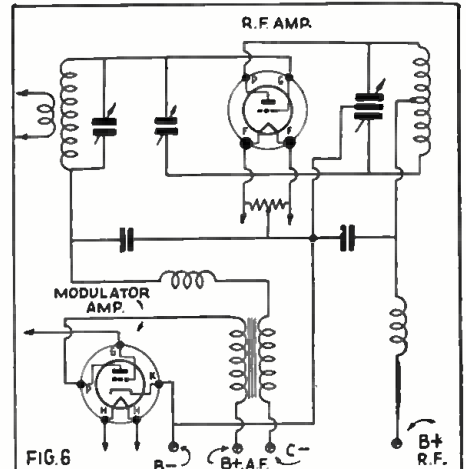 R.F. AMP.
P G
F F
MODULATOR
AMP.
G
P K
H H
FIG.6
B-
B+ A.F.
C-
B+
R.F.